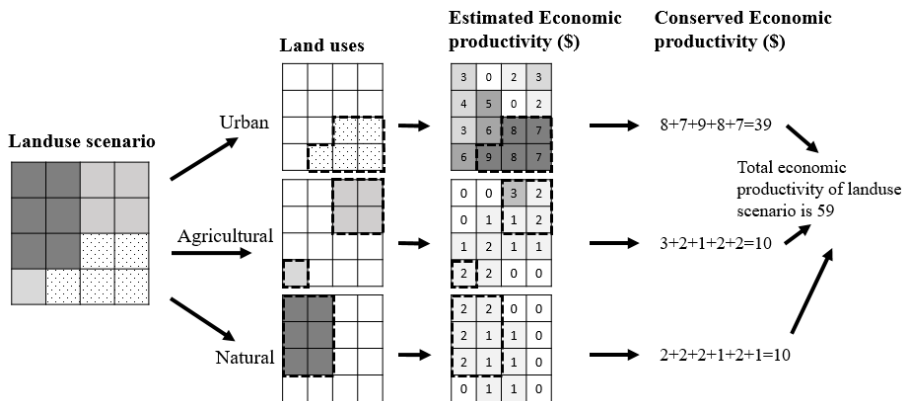 Estimated Economic
productivity ($)
Conserved Economic
productivity ($)
Land uses
Landuse scenario
Urban
3 0 2 3
4 5 0 2
3 6 8 7
6 9 8 7
8+7+9+8+7=39
Total economic
productivity of landuse
scenario is 59
Agricultural
0 0 3 2
0 1 1 2
1 2 1 1
2 2 0 0
3+2+1+2+2=10
Natural
2 2 0 0
2 1 1 0
2 1 1 0
0 1 1 0
2+2+2+1+2+1=10